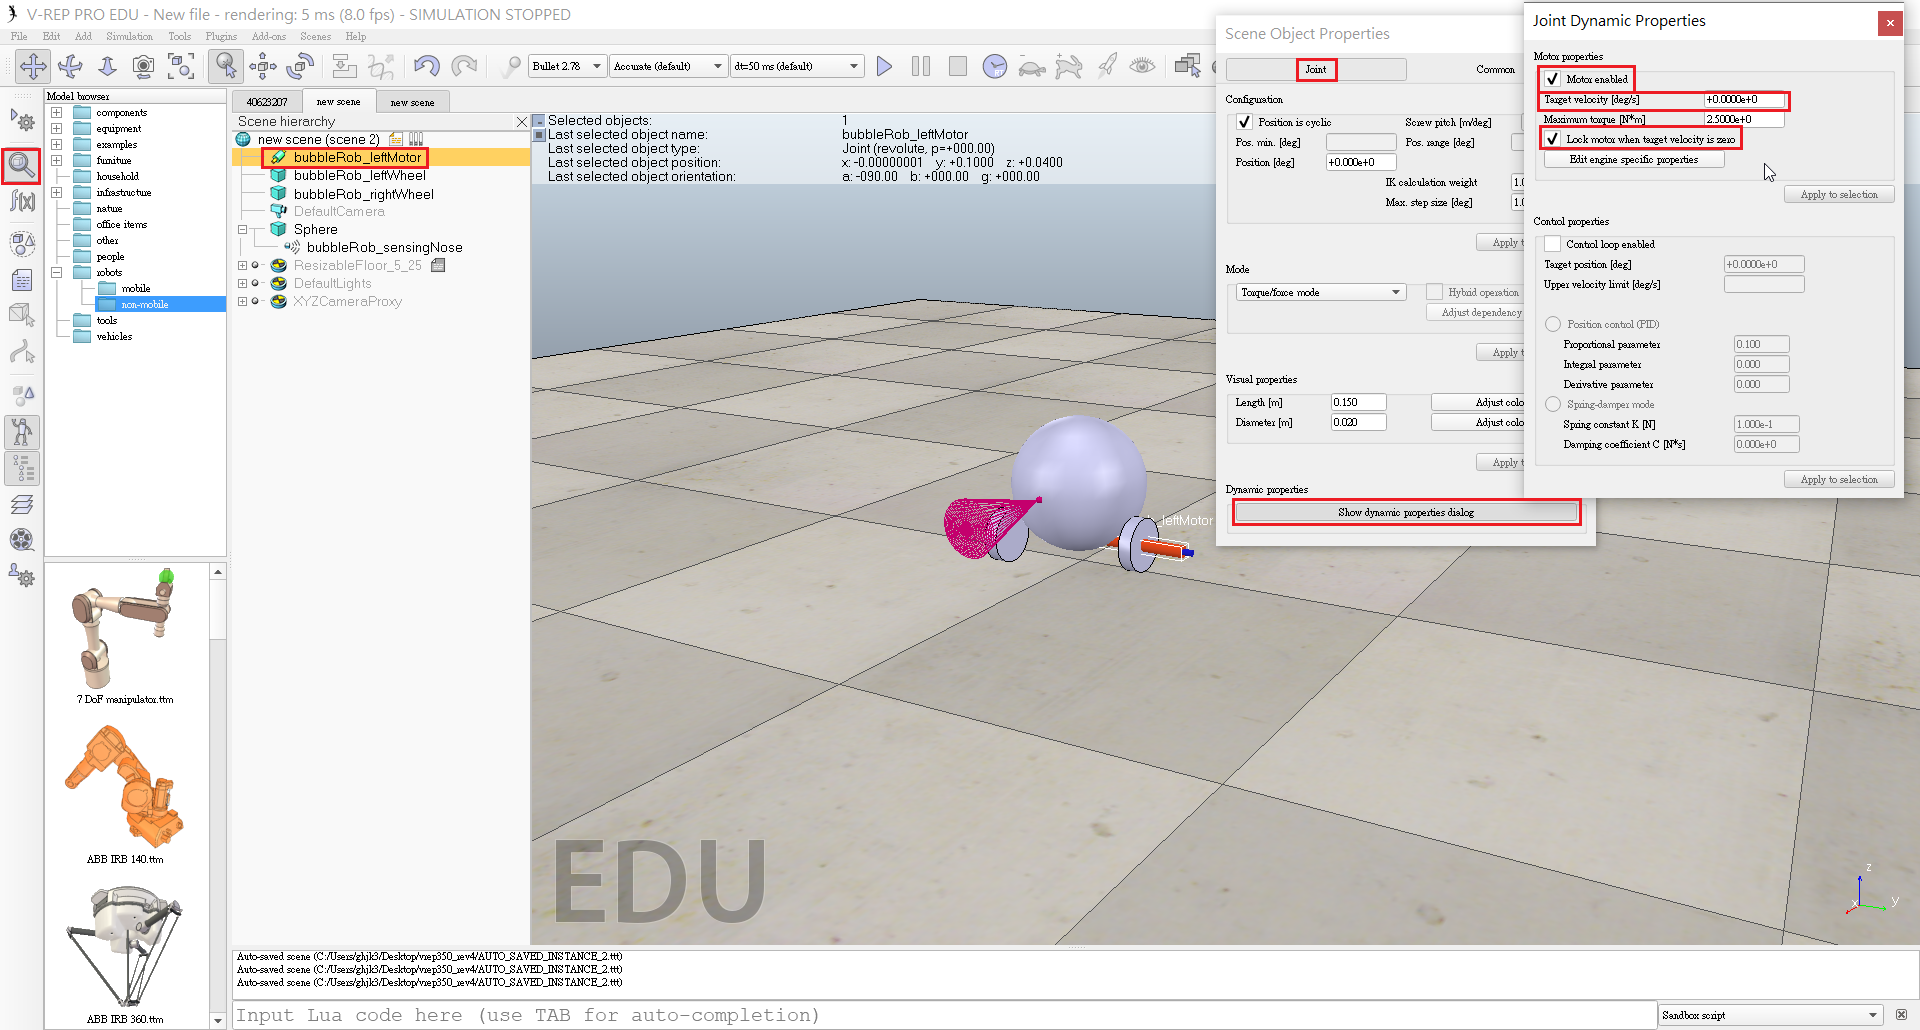 V-REP PRO EDU - New file - rendering: 5 ms (8.0 fps) - SIMULATION STOPPED
File Edit Add Simulation Tools Plugins Add-ons Scenes Help
Bullet 2.78
Accurate (default)
dt=50 ms (default)
Model browser
components
equipment
examples
furniture
household
infrastructure
nature
office items
other
people
robots
mobile
non-mobile
tools
vehicles
7 DoF manipulator.ttm
ABB IRB 140.ttm
ABB IRB 360.ttm
40623207
new scene
new scene
Scene hierarchy
new scene (scene 2)
bubbleRob_leftMotor
bubbleRob_leftWheel
bubbleRob_rightWheel
DefaultCamera
Sphere
bubbleRob_sensingNose
ResizableFloor_5_25
DefaultLights
XYZCameraProxy
Selected objects: 1
Last selected object name: bubbleRob_leftMotor
Last selected object type: Joint (revolute, p=+000.00)
Last selected object position: x: -0.00000001 y: +0.1000 z: +0.0400
Last selected object orientation: a: -090.00 b: +000.00 g: +000.00
leftMotor
EDU
z
x
y
Scene Object Properties
Joint
Common
Configuration
Position is cyclic
Screw pitch [m/deg]
Pos. min. [deg]
Pos. range [deg]
Position [deg] +0.000e+0
IK calculation weight 1.0
Max. step size [deg] 1.0
Apply t
Mode
Torque/force mode
Hybrid operation
Adjust dependency
Apply t
Visual properties
Length [m] 0.150
Adjust colo
Diameter [m] 0.020
Adjust colo
Apply t
Dynamic properties
Show dynamic properties dialog
Joint Dynamic Properties
Motor properties
Motor enabled
Target velocity [deg/s] +0.0000e+0
Maximum torque [N*m] 2.5000e+0
Lock motor when target velocity is zero
Edit engine specific properties
Apply to selection
Control properties
Control loop enabled
Target position [deg] +0.0000e+0
Upper velocity limit [deg/s]
Position control (PID)
Proportional parameter 0.100
Integral parameter 0.000
Derivative parameter 0.000
Spring-damper mode
Spring constant K [N] 1.000e-1
Damping coefficient C [N*s] 0.000e+0
Apply to selection
Auto-saved scene (C:/Users/ghjk3/Desktop/vrep350_rev4/AUTO_SAVED_INSTANCE_2.ttt)
Auto-saved scene (C:/Users/ghjk3/Desktop/vrep350_rev4/AUTO_SAVED_INSTANCE_2.ttt)
Auto-saved scene (C:/Users/ghjk3/Desktop/vrep350_rev4/AUTO_SAVED_INSTANCE_2.ttt)
Input Lua code here (use TAB for auto-completion)
Sandbox script